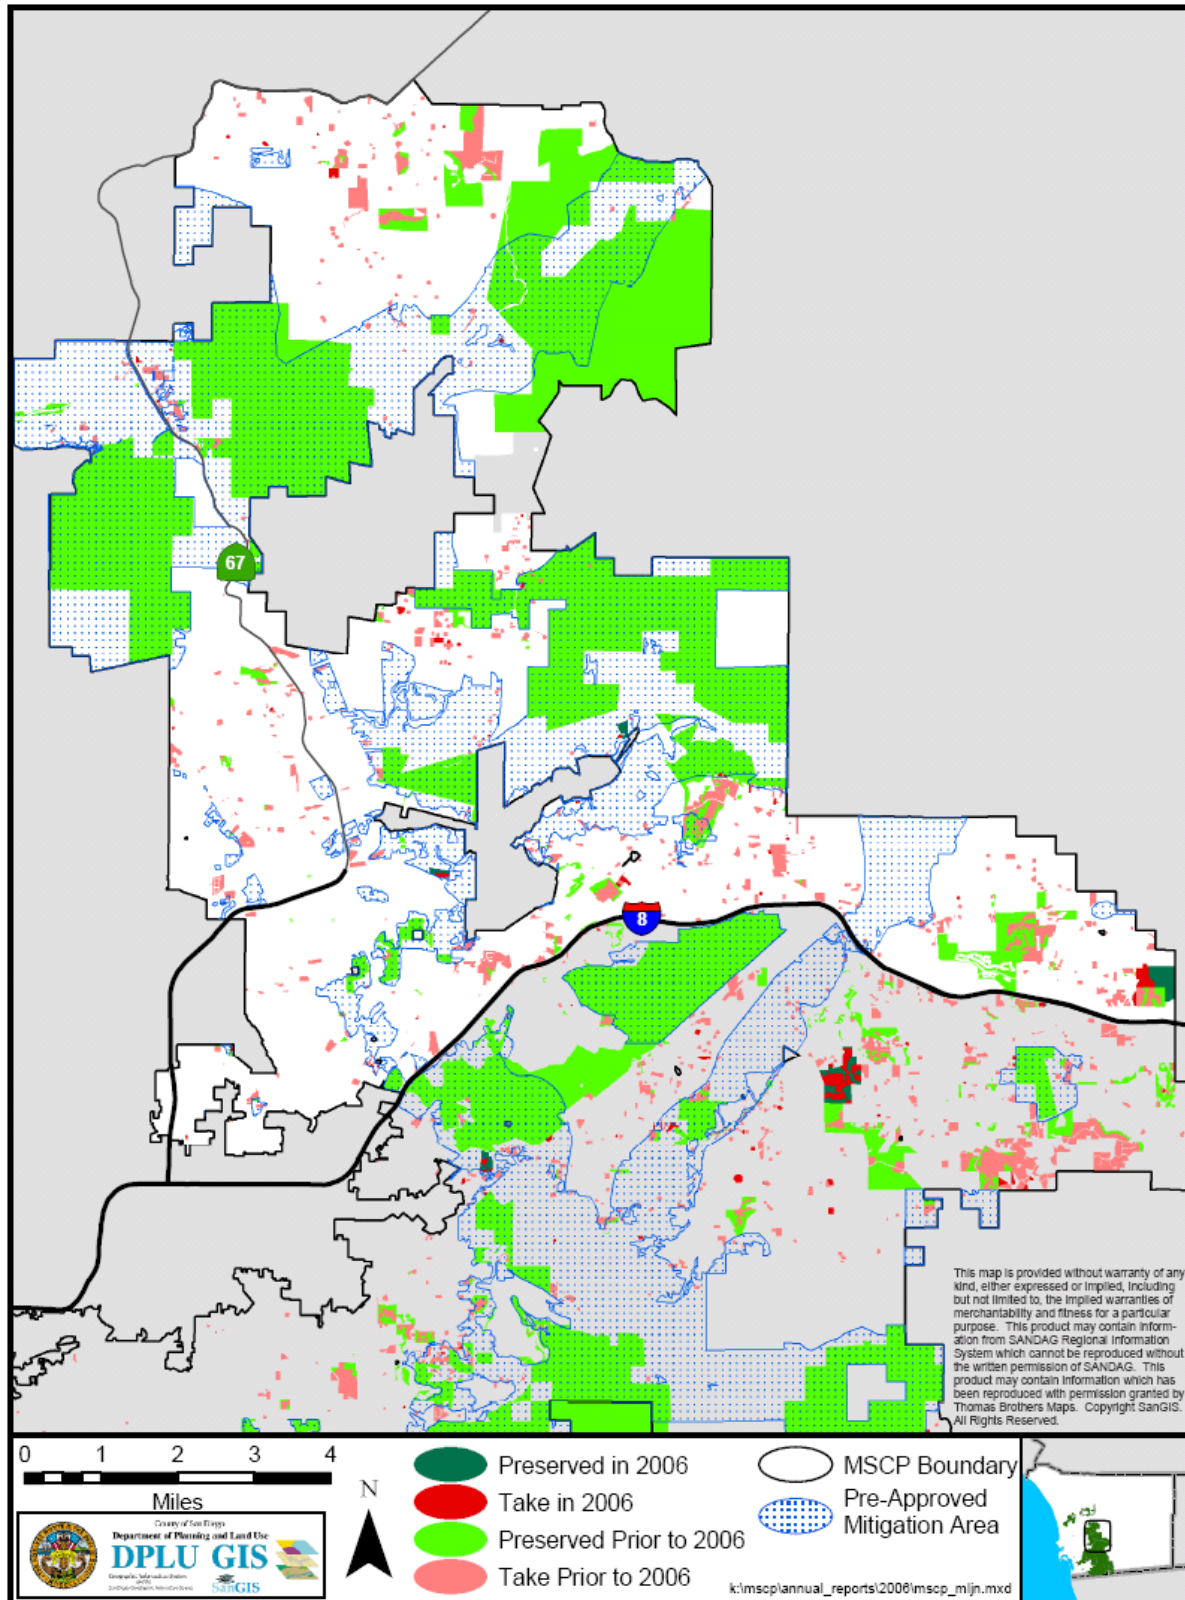 67
8
This map is provided without warranty of any
kind, either expressed or implied, including
but not limited to, the implied warranties of
merchantability and fitness for a particular
purpose. This product may contain inform-
ation from SANDAG Regional Information
System which cannot be reproduced without
the written permission of SANDAG. This
product may contain information which has
been reproduced with permission granted by
Thomas Brothers Maps. Copyright SanGIS.
All Rights Reserved.
0 1 2 3 4
Miles
N
County of San Diego
Department of Planning and Land Use
DPLU GIS
SanGIS
Preserved in 2006
Take in 2006
Preserved Prior to 2006
Take Prior to 2006
MSCP Boundary
Pre-Approved
Mitigation Area
k:\mscp\annual_reports\2006\mscp_mljn.mxd